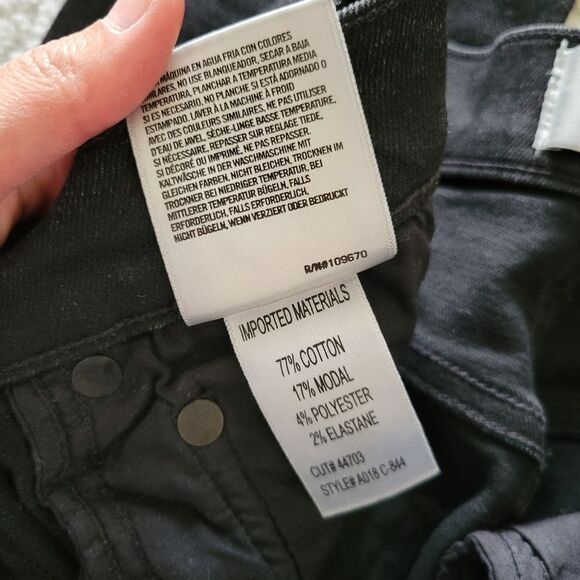 MÁQUINA EN AGUA FRIA CON COLORES
SIMILARES. NO USE BLANQUEADOR, SECAR A BAJA
TEMPERATURA, PLANCHAR A TEMPERATURA MEDIA
SI ES NECESARIO, NO PLANCHAR SI ESTÁ ADORNADO O
ESTAMPADO. LAVER À LA MACHINE À FROID
AVEC DES COULEURS SIMILAIRES. NE PAS UTILISER
D'EAU DE JAVEL, SÈCHE-LINGE BASSE TEMPÉRATURE,
SI NÉCESSAIRE, REPASSER SUR REGLAGE TIEDE,
SI DÉCORÉ OU IMPRIMÉ, NE PAS REPASSER
KALTWÄSCHE IN DER WASCHMASCHINE MIT
GLEICHEN FARBEN, NICHT BLEICHEN, TROCKNEN IM
TROCKNER BEI NIEDRIGER TEMPERATUR, BEI
MITTLERER TEMPERATUR BÜGELN, FALLS
ERFORDERLICH, FALLS ERFORDERLICH.
NICHT BÜGELN, WENN VERZIERT ODER BEDRUCKT
R/N#109670
IMPORTED MATERIALS
77% COTTON
17% MODAL
4% POLYESTER
2% ELASTANE
CUT# 44703
STYLE# A018 C-844